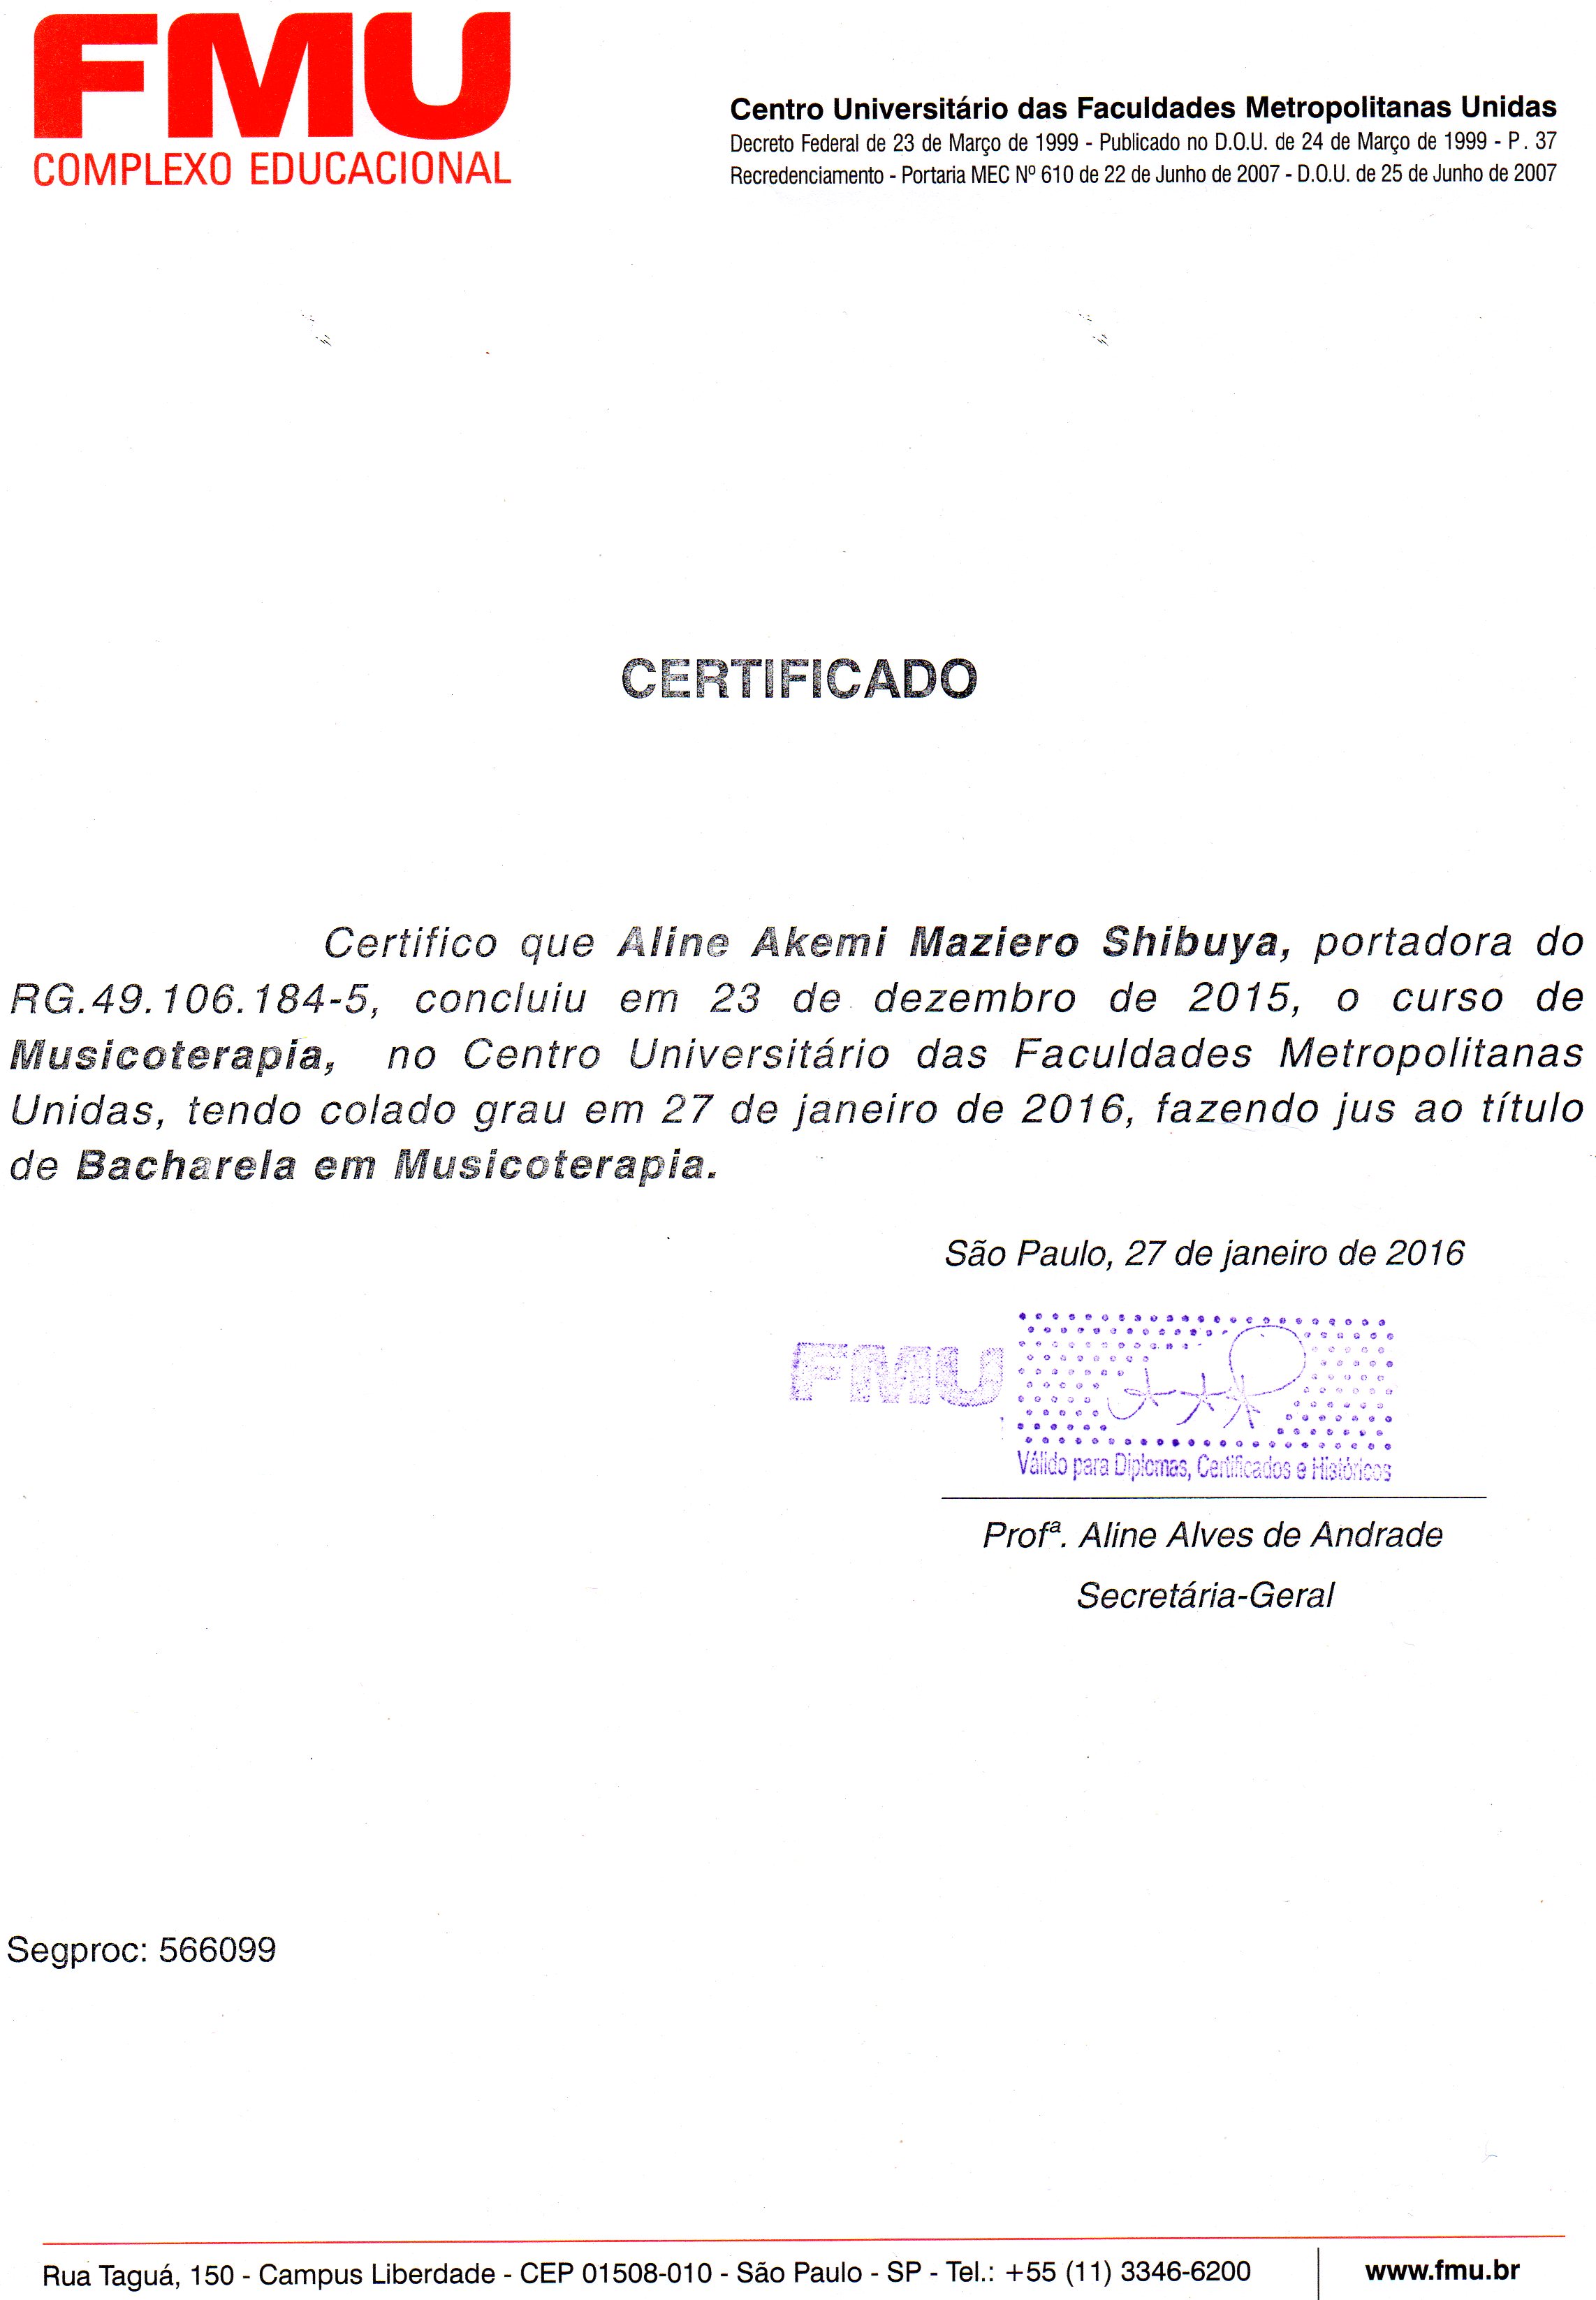 FMU
COMPLEXO EDUCACIONAL
Centro Universitário das Faculdades Metropolitanas Unidas
Decreto Federal de 23 de Março de 1999 - Publicado no D.O.U. de 24 de Março de 1999 - P. 37
Recredenciamento - Portaria MEC Nº 610 de 22 de Junho de 2007 - D.O.U. de 25 de Junho de 2007
CERTIFICADO
Certifico que Aline Akemi Maziero Shibuya, portadora do
RG.49.106.184-5, concluiu em 23 de dezembro de 2015, o curso de
Musicoterapia, no Centro Universitário das Faculdades Metropolitanas
Unidas, tendo colado grau em 27 de janeiro de 2016, fazendo jus ao título
de Bacharela em Musicoterapia.
São Paulo, 27 de janeiro de 2016
FMU
Válido para Diplomas, Certificados e Históricos
Profª. Aline Alves de Andrade
Secretária-Geral
Segproc: 566099
Rua Taguá, 150 - Campus Liberdade - CEP 01508-010 - São Paulo - SP - Tel.: +55 (11) 3346-6200
www.fmu.br